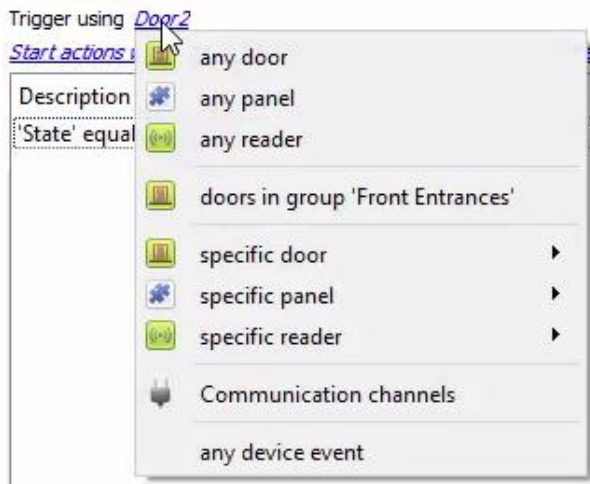 Trigger using Door2
Start actions
any door
Description
any panel
'State' equal
any reader
doors in group 'Front Entrances'
specific door
specific panel
specific reader
Communication channels
any device event